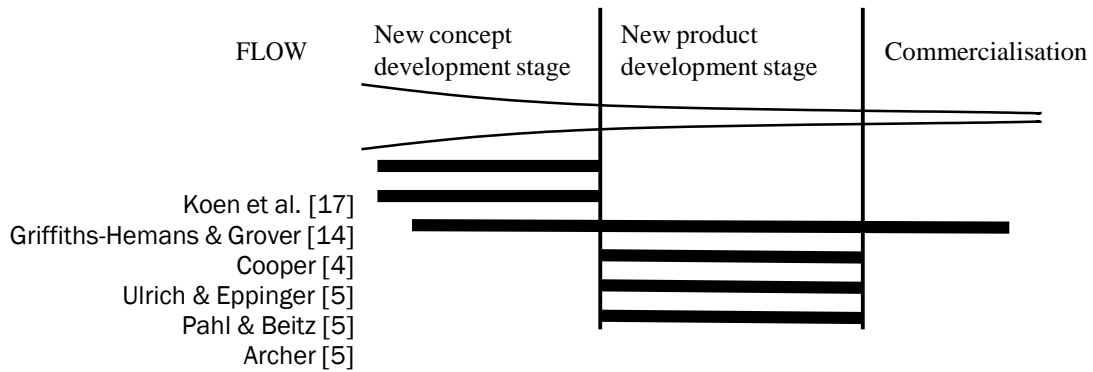 FLOW
New concept
development stage
New product
development stage
Commercialisation
Koen et al. [17]
Griffiths-Hemans & Grover [14]
Cooper [4]
Ulrich & Eppinger [5]
Pahl & Beitz [5]
Archer [5]